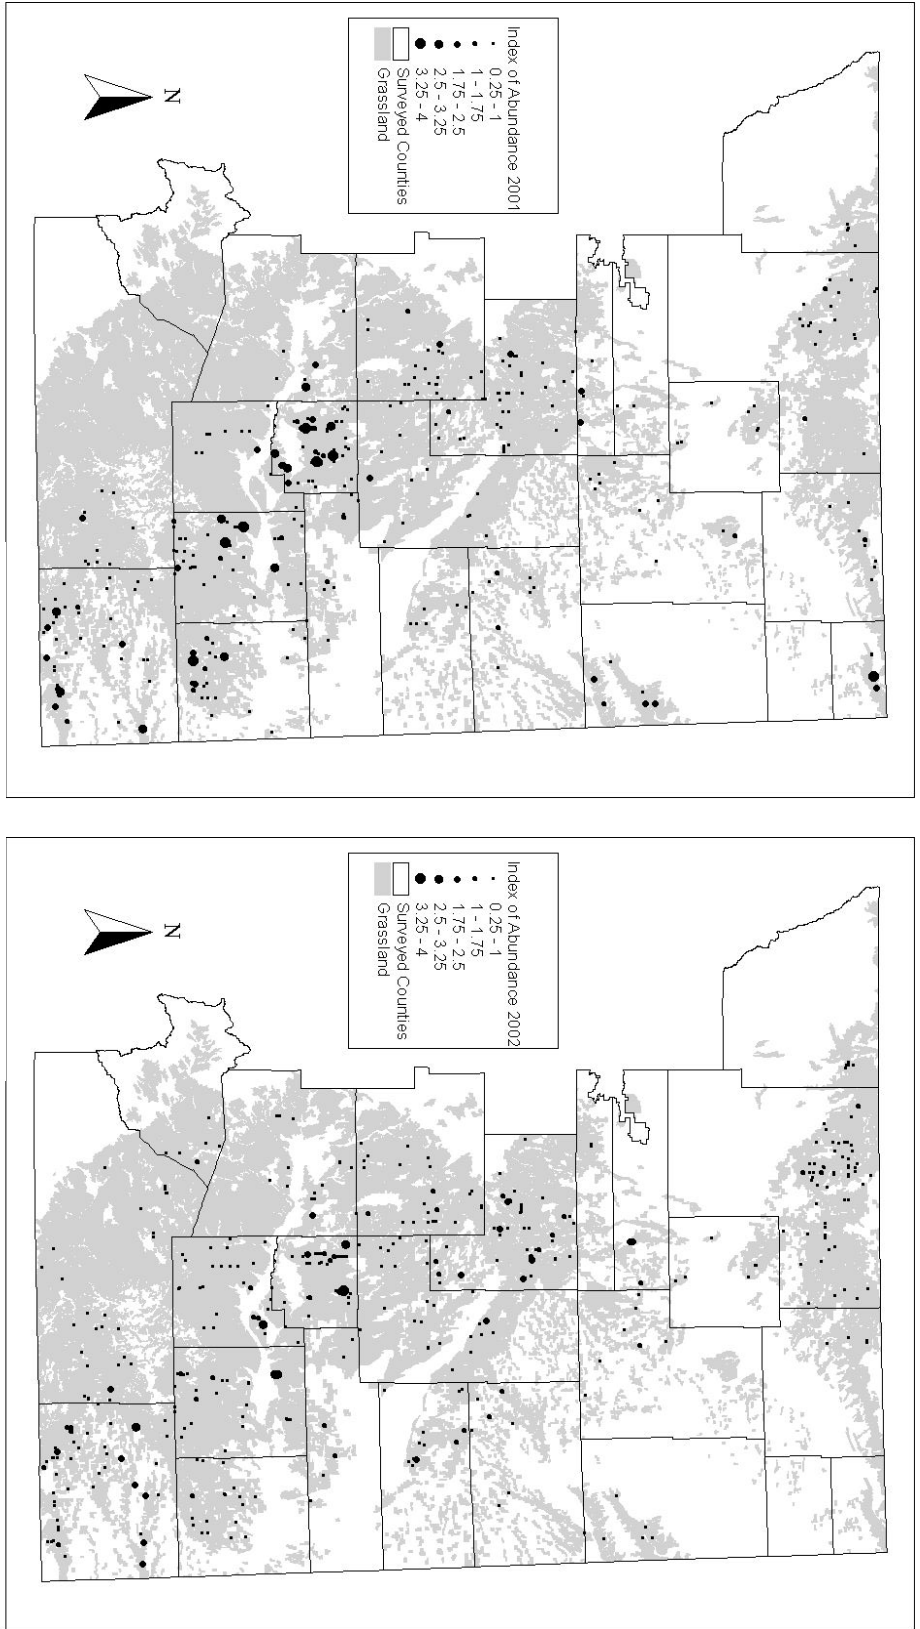 Index of Abundance 2001
0.25 - 1
1 - 1.75
1.75 - 2.5
2.5 - 3.25
3.25 - 4
Surveyed Counties
Grassland
N
Index of Abundance 2002
0.25 - 1
1 - 1.75
1.75 - 2.5
2.5 - 3.25
3.25 - 4
Surveyed Counties
Grassland
N